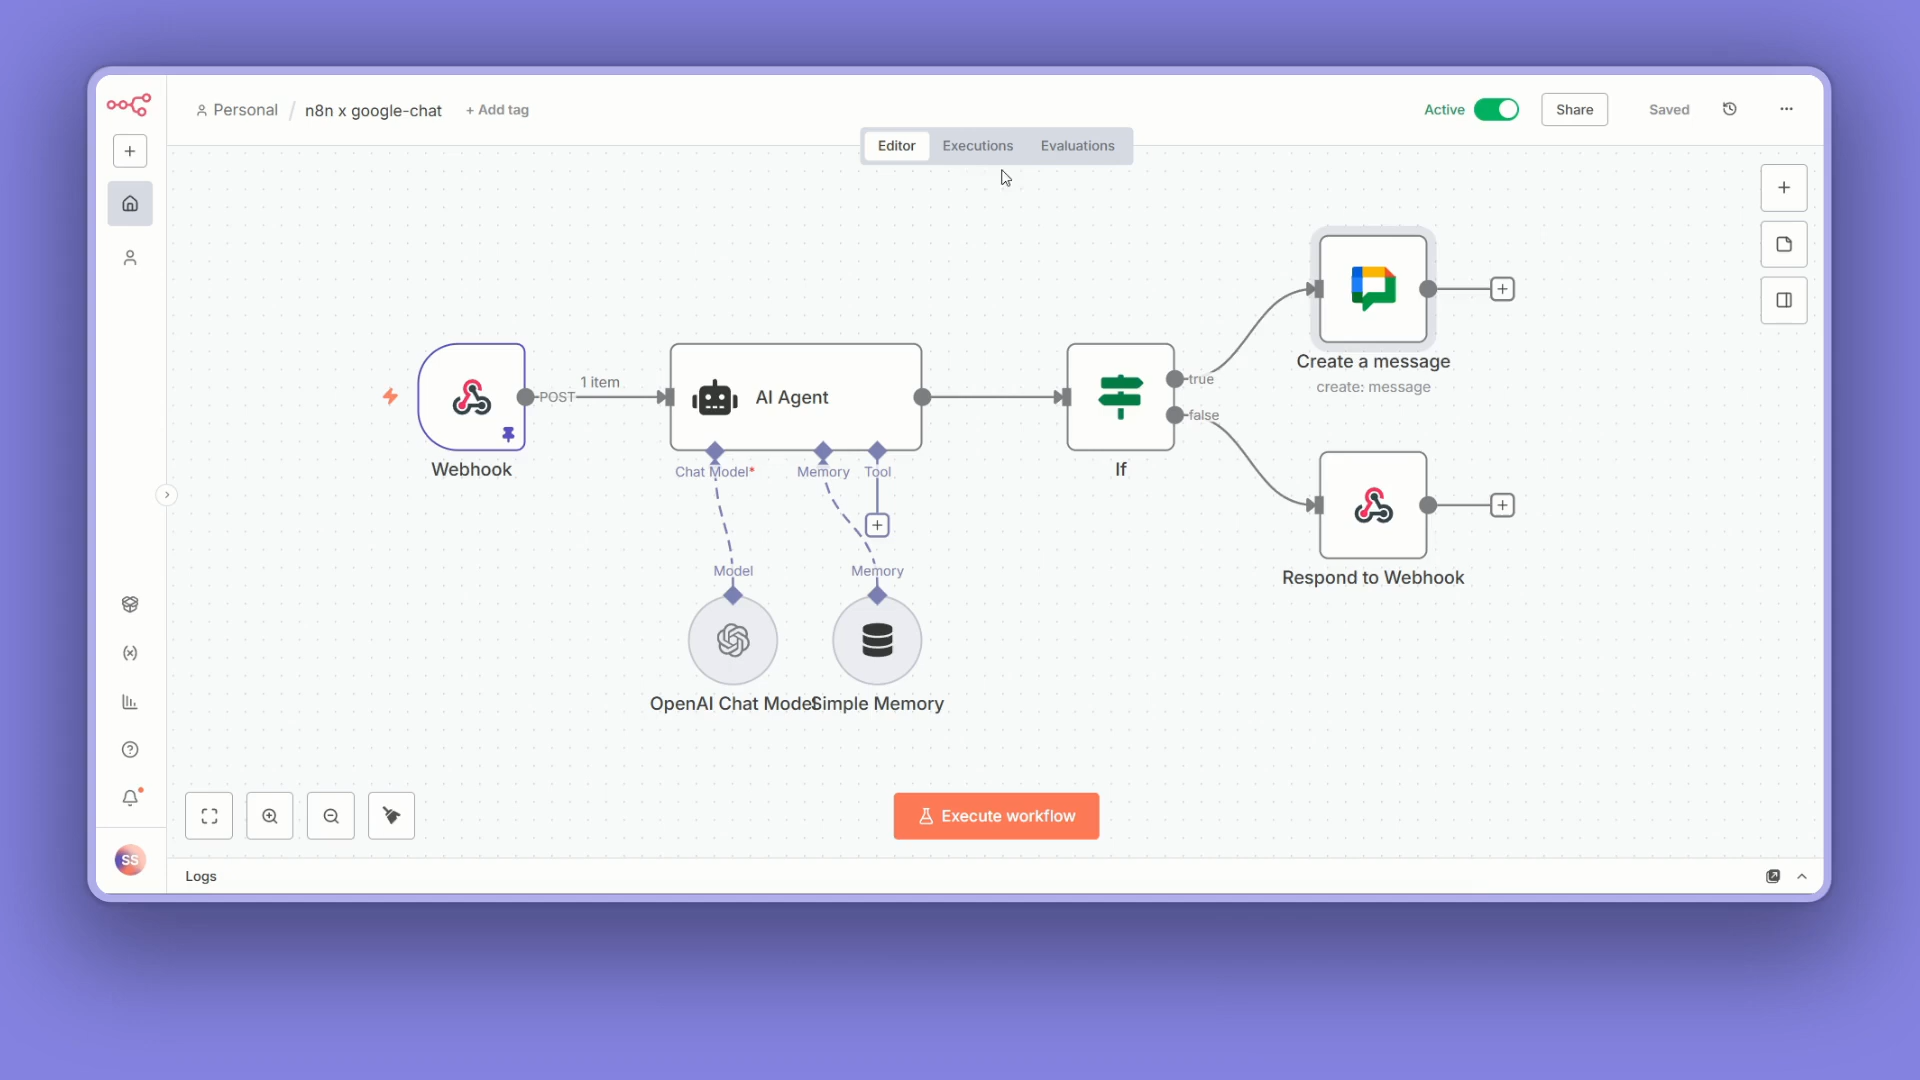 Personal / n8n x google-chat + Add tag
Active Share Saved
Editor Executions Evaluations
Create a message
create: message
1 item
POST
AI Agent
true
false
Webhook
Chat Model* Memory Tool
If
Model Memory
Respond to Webhook
OpenAI Chat Model Simple Memory
Execute workflow
SS
Logs